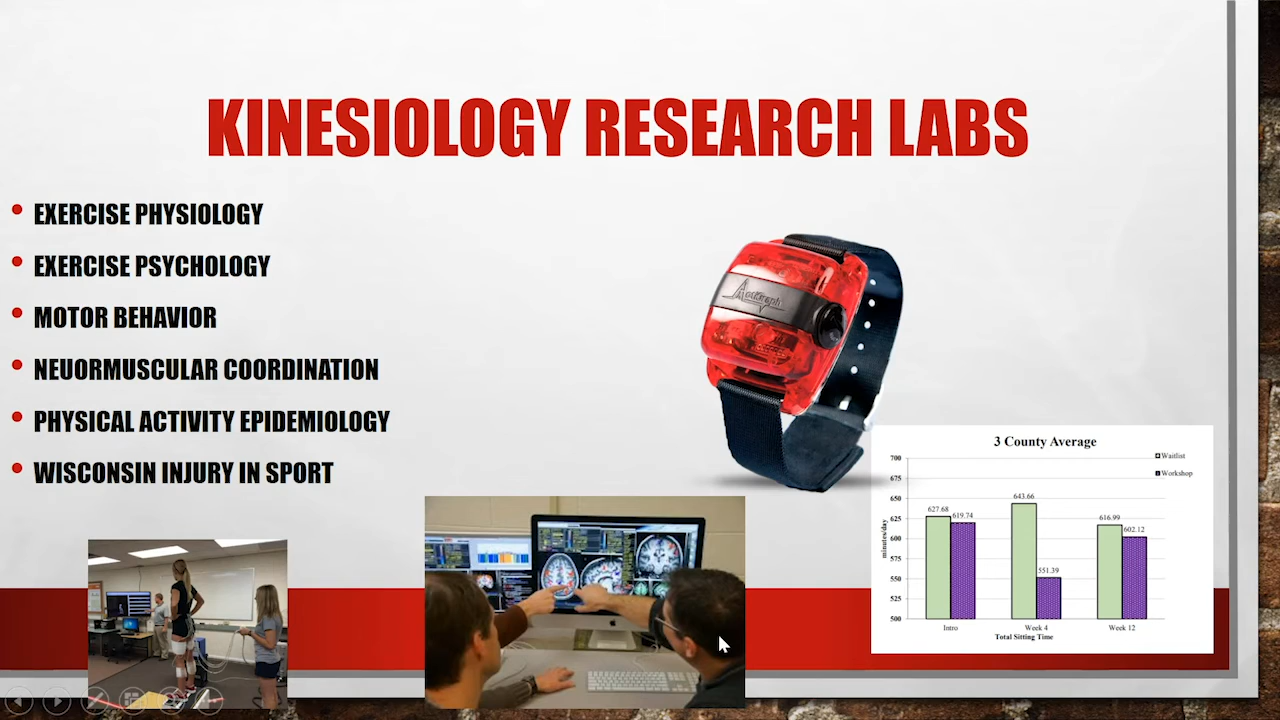 KINESIOLOGY RESEARCH LABS
• EXERCISE PHYSIOLOGY
• EXERCISE PSYCHOLOGY
• MOTOR BEHAVIOR
• NEUORMUSCULAR COORDINATION
• PHYSICAL ACTIVITY EPIDEMIOLOGY
• WISCONSIN INJURY IN SPORT
ActiGraph
3 County Average
Waitlist
Workshop
700
675
650
625
600
575
550
525
500
minutes/day
627.68
619.74
643.66
551.39
616.99
602.12
Intro
Week 4
Week 12
Total Sitting Time